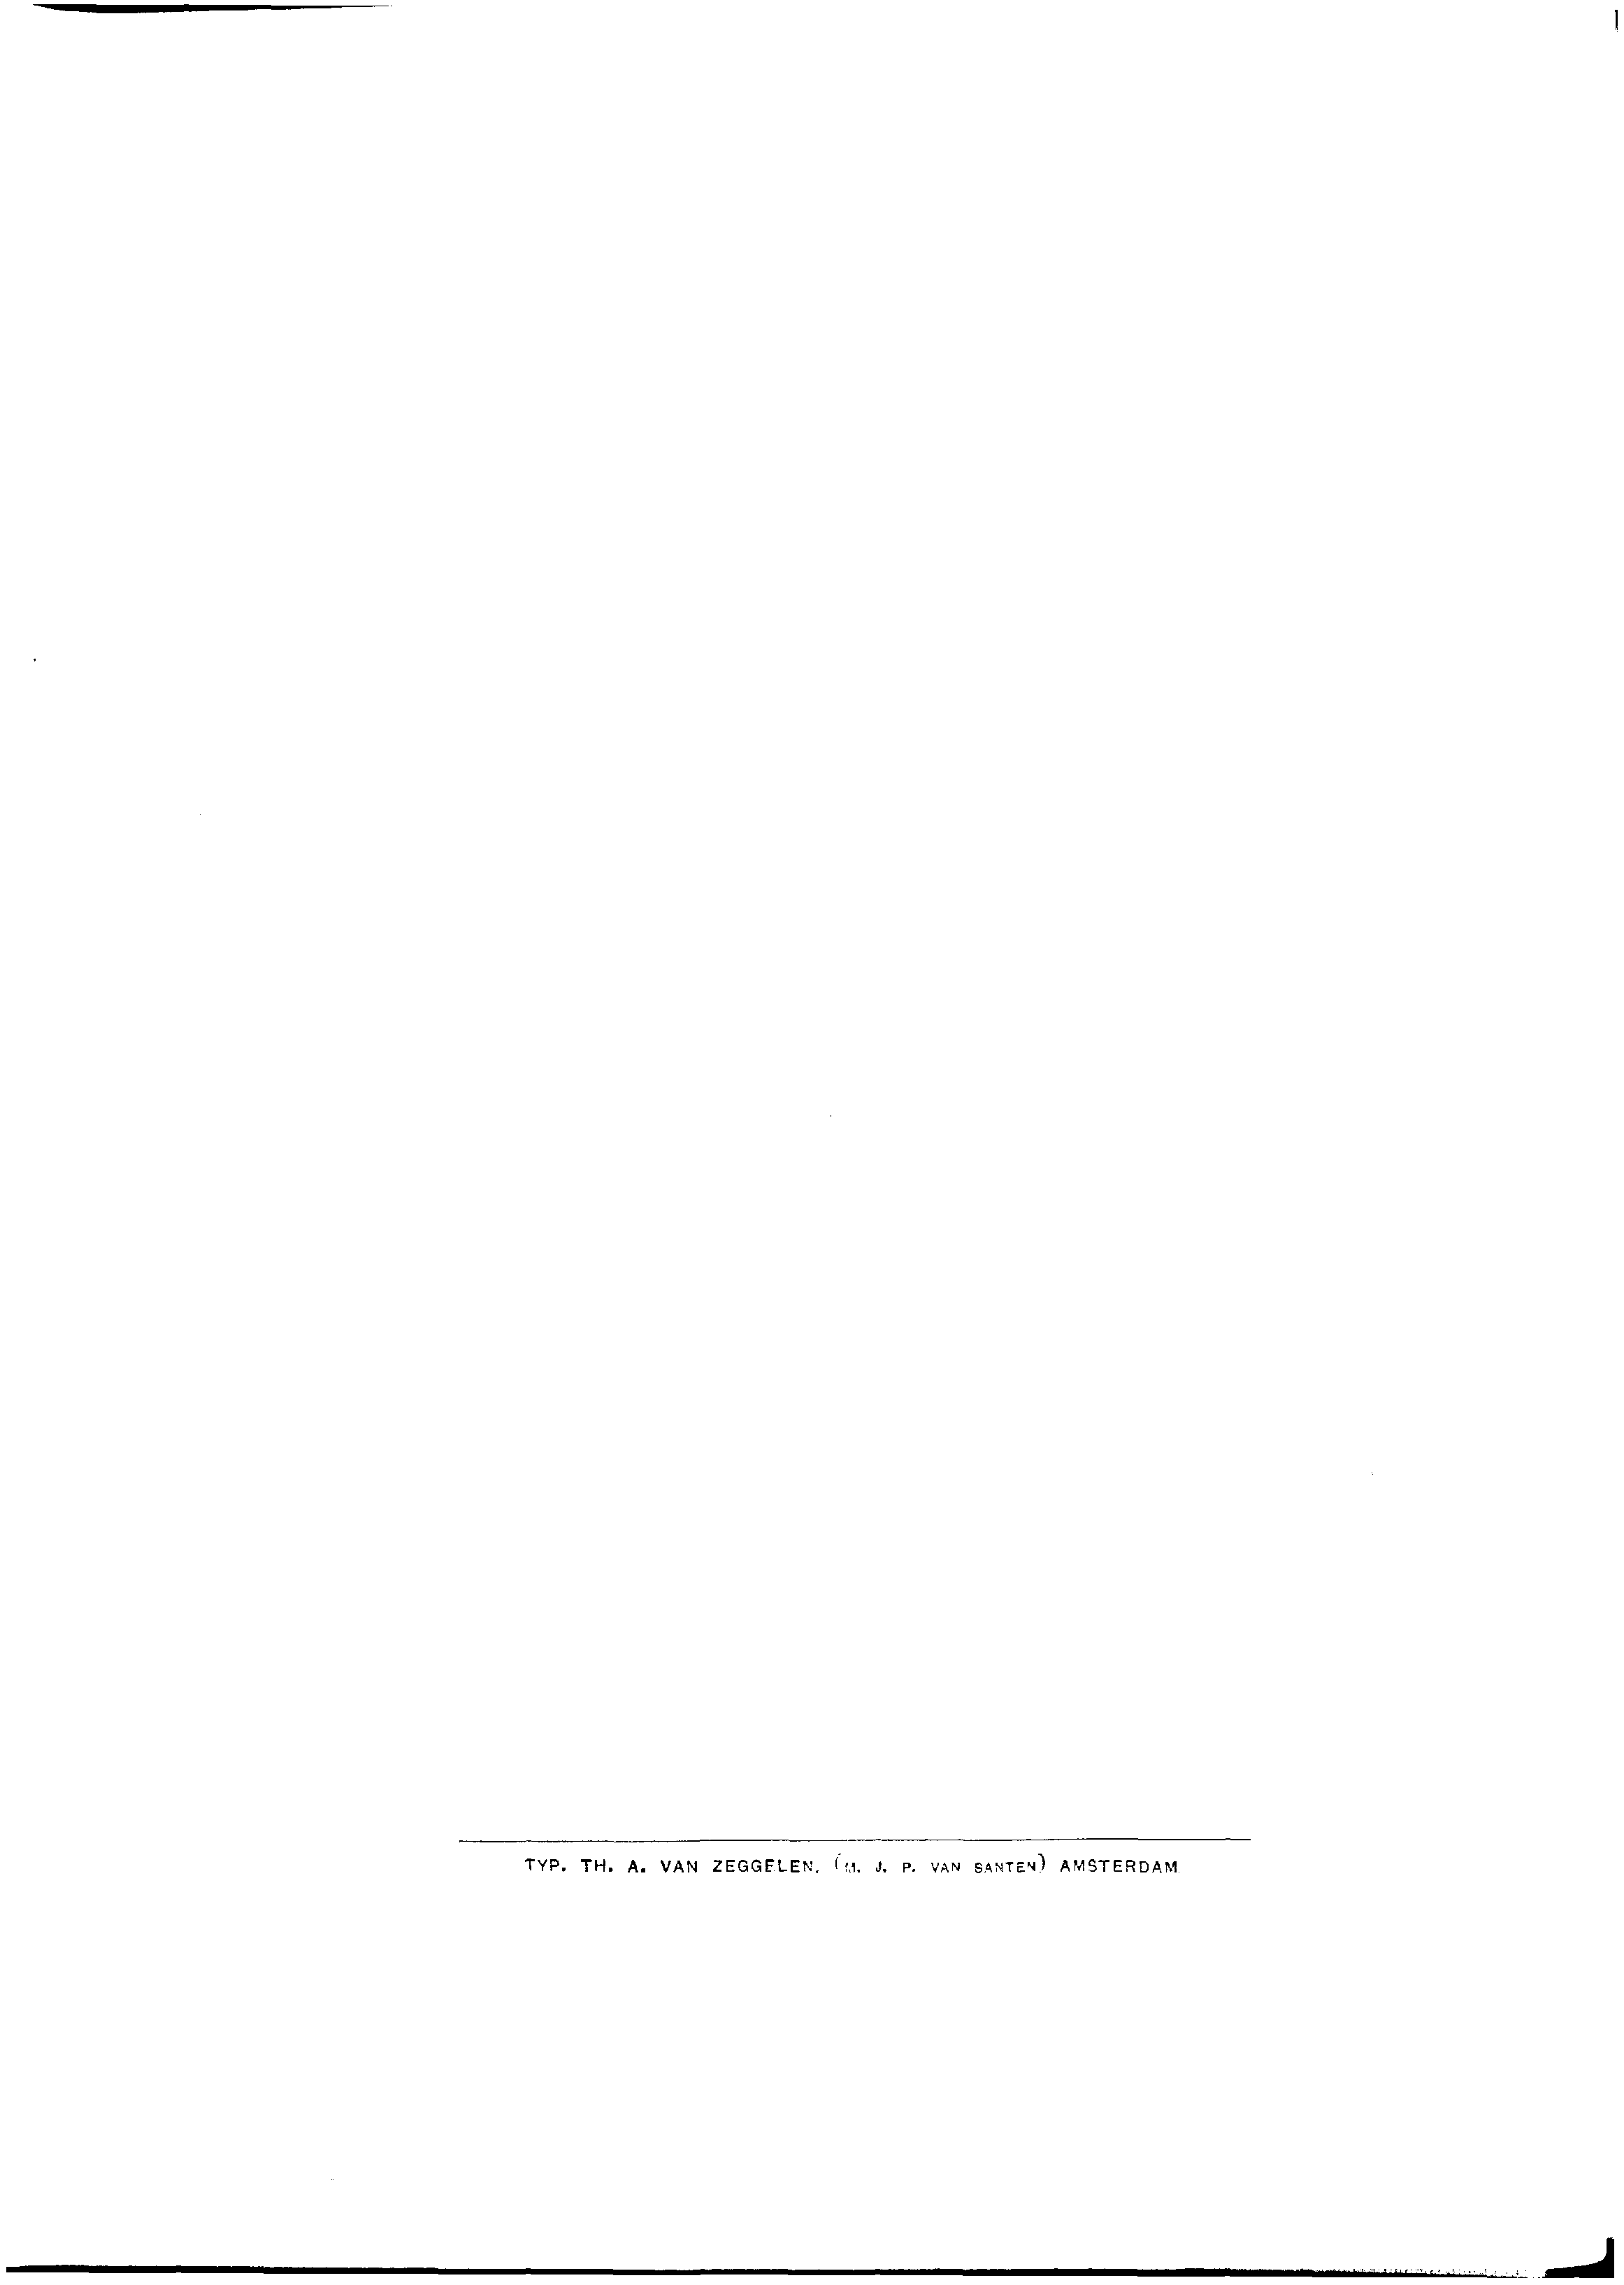 TYP. TH. A. VAN ZEGGELEN. (M. J. P. VAN SANTEN) AMSTERDAM